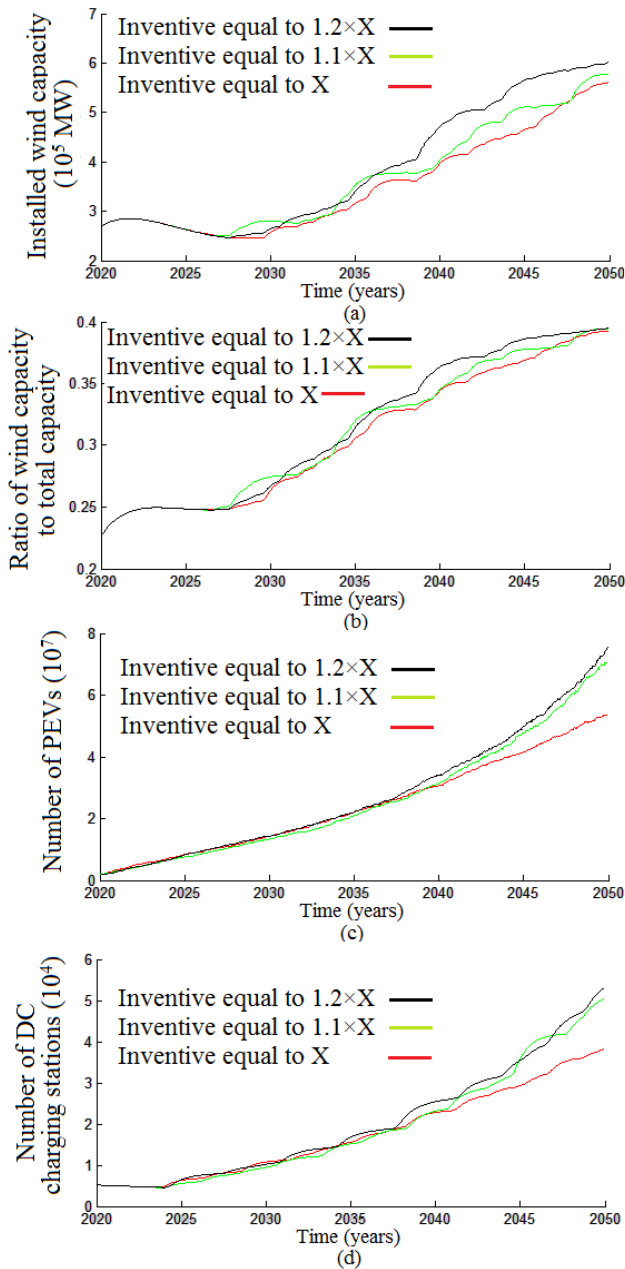 Installed wind capacity
(10⁵ MW)
7
6
5
4
3
2
Inventive equal to 1.2×X
Inventive equal to 1.1×X
Inventive equal to X
2020 2025 2030 2035 2040 2045 2050
Time (years)
(a)
Ratio of wind capacity
to total capacity
0.4
0.35
0.3
0.25
0.2
Inventive equal to 1.2×X
Inventive equal to 1.1×X
Inventive equal to X
2020 2025 2030 2035 2040 2045 2050
Time (years)
(b)
Number of PEVs (10⁷)
8
6
4
2
0
Inventive equal to 1.2×X
Inventive equal to 1.1×X
Inventive equal to X
2020 2025 2030 2035 2040 2045 2050
Time (years)
(c)
Number of DC
charging stations (10⁴)
6
5
4
3
2
1
0
Inventive equal to 1.2×X
Inventive equal to 1.1×X
Inventive equal to X
2020 2025 2030 2035 2040 2045 2050
Time (years)
(d)